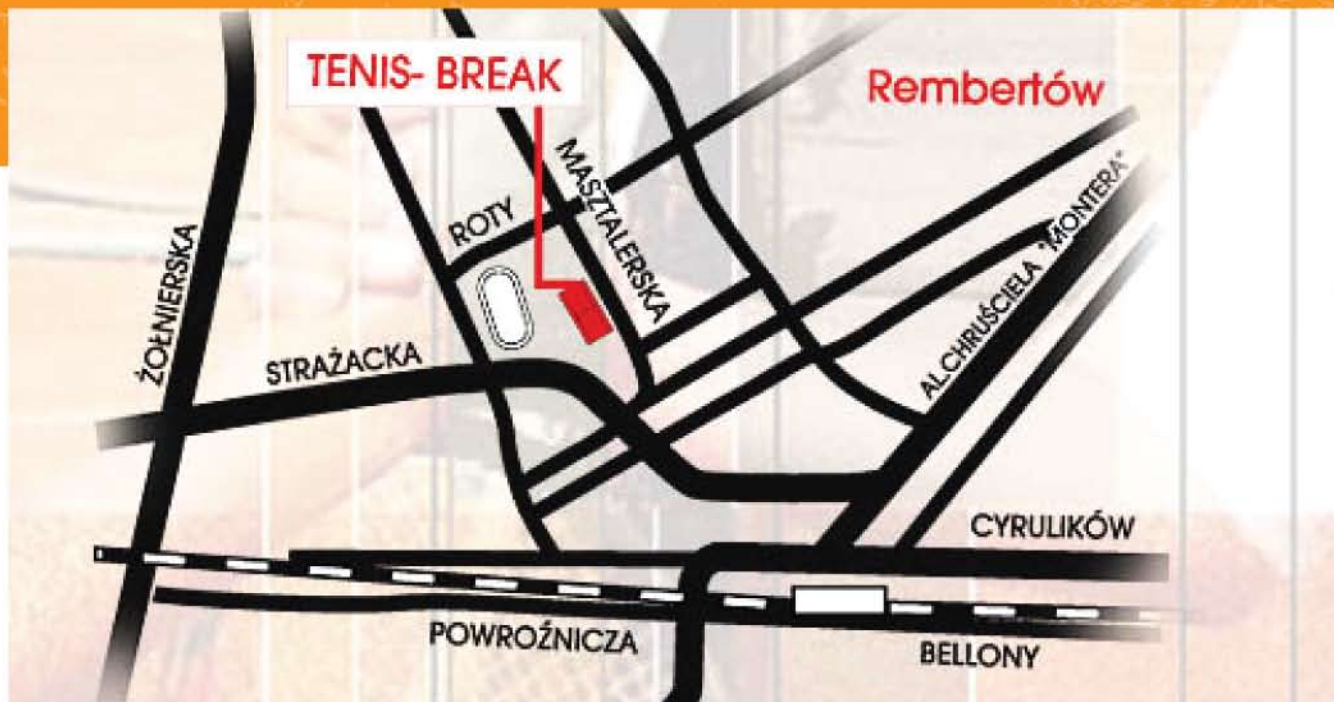 TENIS- BREAK
Rembertów
MASZTALERSKA
ROTY
ŻOŁNIERSKA
STRAŻACKA
AL.CHRUŚCIELA "MONTERA"
CYRULIKÓW
POWROŹNICZA
BELLONY